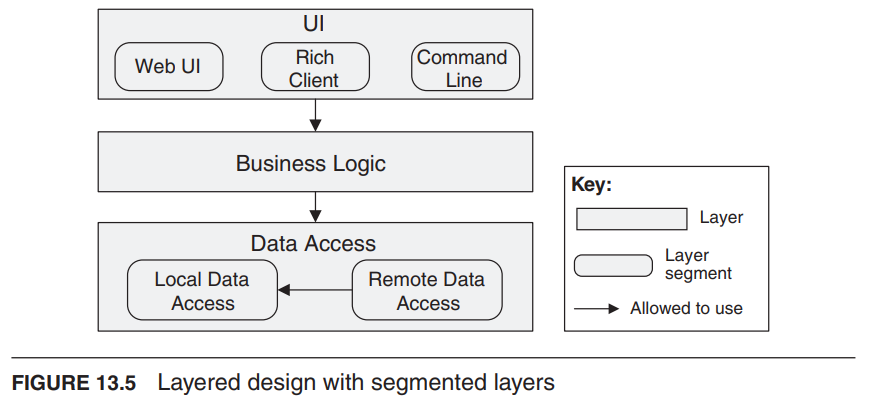 UI
Web UI
Rich
Client
Command
Line
Business Logic
Data Access
Local Data
Access
Remote Data
Access
Key:
Layer
Layer
segment
Allowed to use
FIGURE 13.5 Layered design with segmented layers